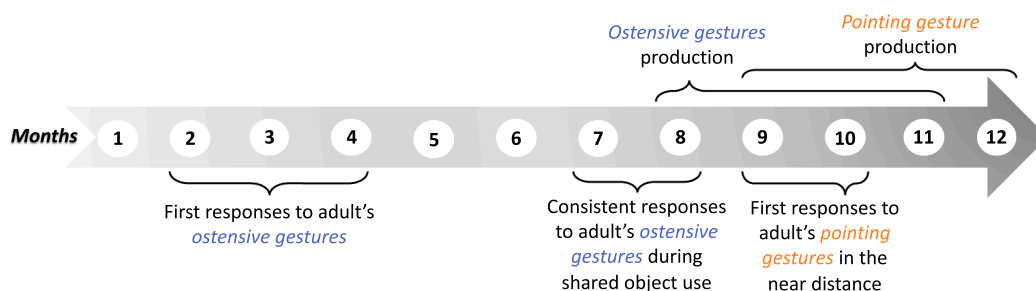 Ostensive gestures
production
Pointing gesture
production
Months 1 2 3 4 5 6 7 8 9 10 11 12
First responses to adult’s
ostensive gestures
Consistent responses
to adult’s ostensive
gestures during
shared object use
First responses to
adult’s pointing
gestures in the
near distance